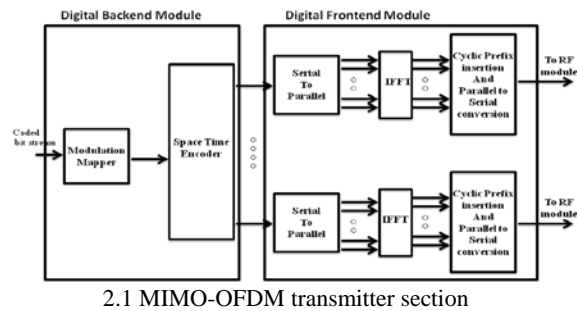 Digital Backend Module
Digital Frontend Module
Coded
bit stream
Modulation
Mapper
Space Time
Encoder
Serial
To
Parallel
IFFT
Cyclic Prefix
insertion
And
Parallel to
Serial
conversion
To RF
module
Serial
To
Parallel
IFFT
Cyclic Prefix
insertion
And
Parallel to
Serial
conversion
To RF
module
2.1 MIMO-OFDM transmitter section